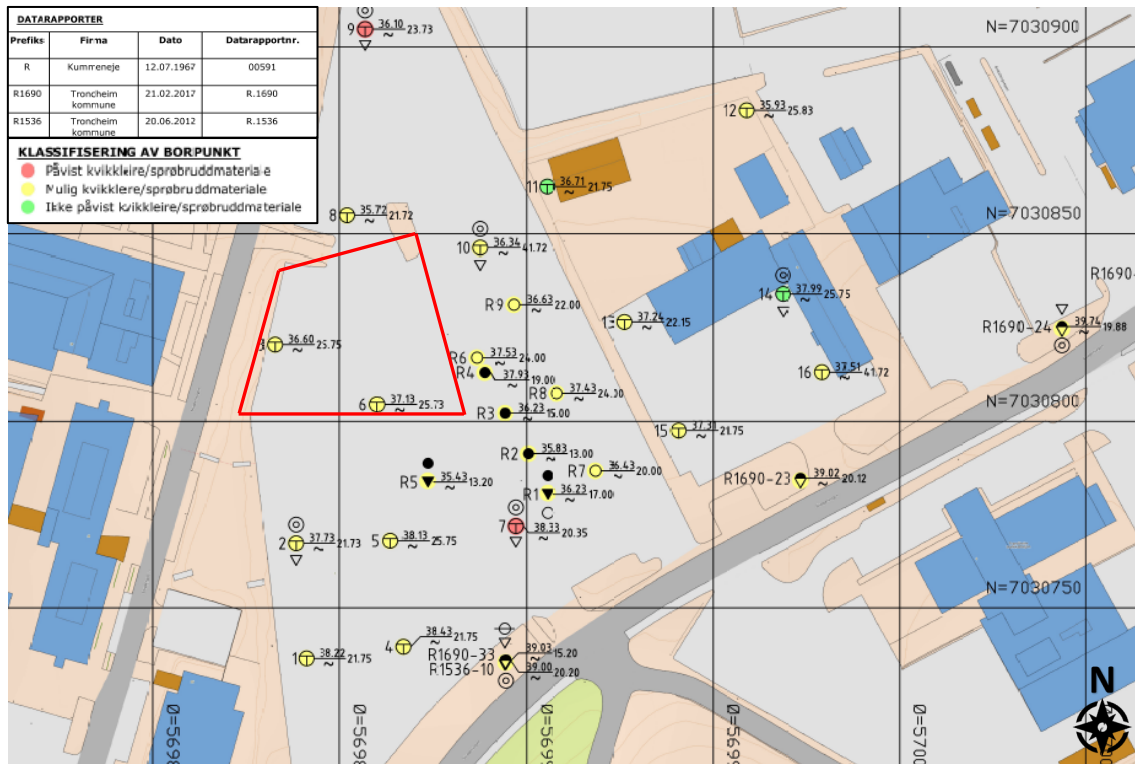 DATARAPPORTER
Prefiks Firma Dato Datarapportnr.
R Kummeneje 12.07.1967 00591
R1690 Troncheim kommune 21.02.2017 R.1690
R1536 Troncheim kommune 20.06.2012 R.1536
KLASSIFISERING AV BORPUNKT
Påvist kvikkleire/sprøbruddmateriale
Mulig kvikklere/sprøbruddmateriale
Ikke påvist kvikkleire/sprøbruddmateriale
9 36.10 ~ 23.73
N=7030900
12 35.93 ~ 25.83
11 36.71 ~ 21.75
8 35.72 ~ 21.72
N=7030850
10 36.34 ~ 41.72
R1690-
14 37.99 ~ 25.75
R9 36.63 ~ 22.00
13 37.24 ~ 22.15
R1690-24 39.74 ~ 19.88
36.60 ~ 25.75
R6 37.53 ~ 24.00
R4 37.93 ~ 19.00
16 37.51 ~ 41.72
R8 37.43 ~ 24.00
N=7030800
6 37.13 ~ 25.73
R3 36.23 ~ 15.00
15 37.31 ~ 21.75
R2 35.83 ~ 13.00
R7 36.43 ~ 20.00
R1690-23 39.02 ~ 20.12
R5 35.43 ~ 13.20
R1 36.23 ~ 17.00
7 38.33 ~ 20.35
2 37.73 ~ 21.73
5 38.13 ~ 25.75
N=7030750
4 38.43 ~ 21.75
1 38.22 ~ 21.75
R1690-33 39.03 ~ 15.20
R1536-10 39.00 ~ 20.20
N
Ø=5698
Ø=5698
Ø=5699
Ø=5699
Ø=5700